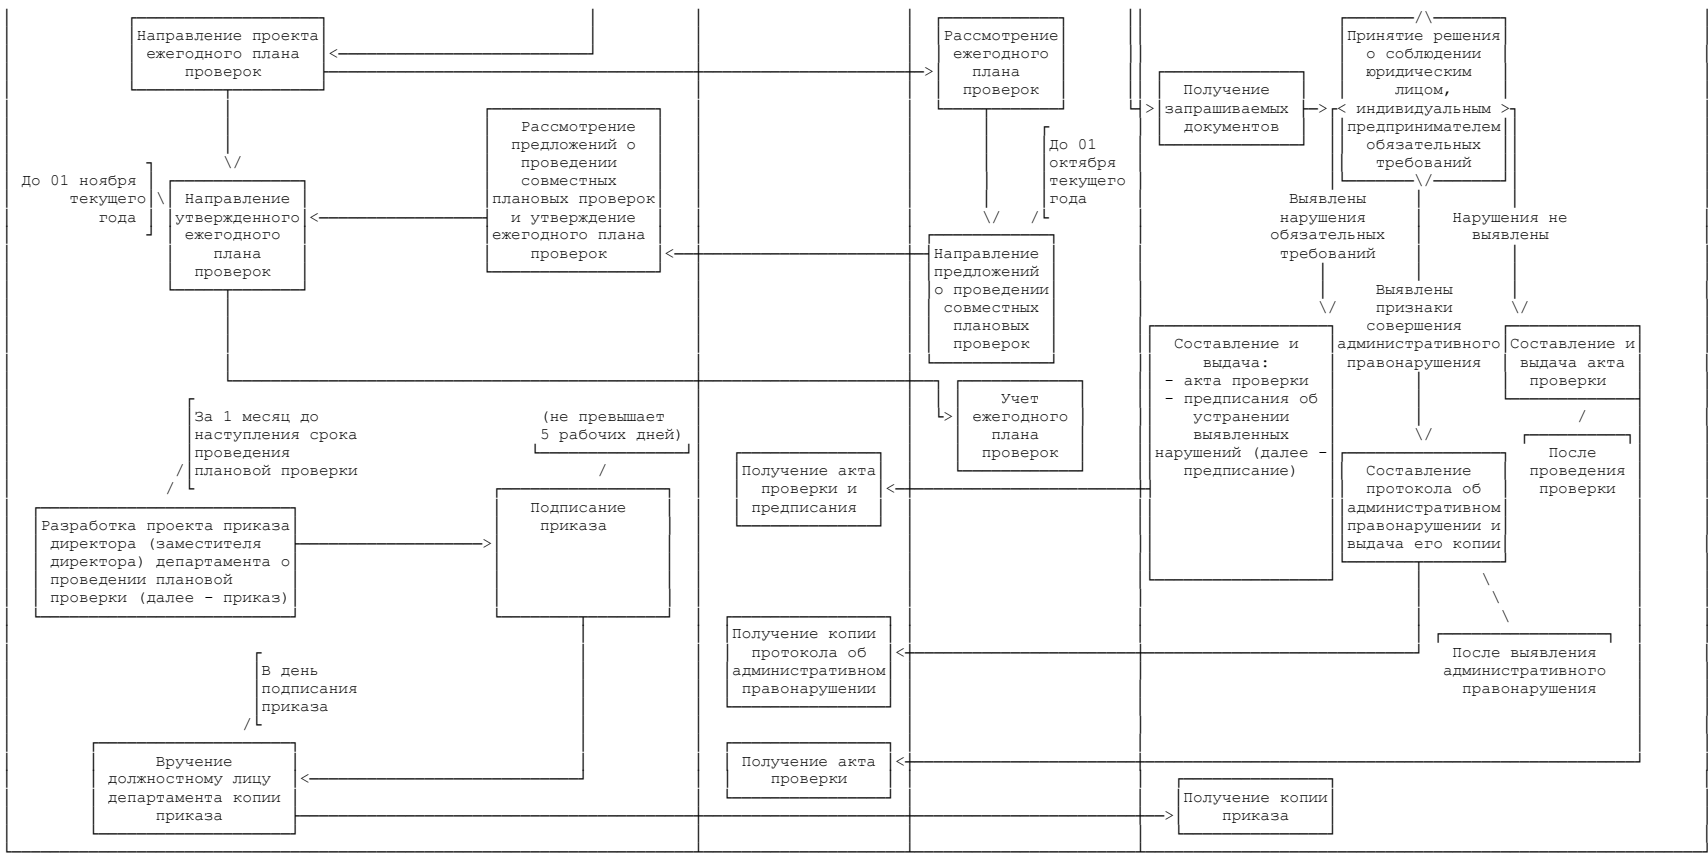 Направление проекта
ежегодного плана
проверок
Рассмотрение
ежегодного
плана
проверок
Принятие решения
о соблюдении
юридическим
лицом,
индивидуальным
предпринимателем
обязательных
требований
Получение
запрашиваемых
документов
Рассмотрение
предложений о
проведении
совместных
плановых проверок
и утверждение
ежегодного плана
проверок
До 01
октября
текущего
года
До 01 ноября
текущего
года
Направление
утвержденного
ежегодного
плана
проверок
Направление
предложений
о проведении
совместных
плановых
проверок
Выявлены
нарушения
обязательных
требований
Нарушения не
выявлены
Выявлены
признаки
совершения
административного
правонарушения
Составление и
выдача:
- акта проверки
- предписания об
устранении
выявленных
нарушений (далее -
предписание)
Составление и
выдача акта
проверки
Учет
ежегодного
плана
проверок
За 1 месяц до
наступления срока
проведения
плановой проверки
(не превышает
5 рабочих дней)
После
проведения
проверки
Получение акта
проверки и
предписания
Составление
протокола об
административном
правонарушении и
выдача его копии
Разработка проекта приказа
директора (заместителя
директора) департамента о
проведении плановой
проверки (далее - приказ)
Подписание
приказа
Получение копии
протокола об
административном
правонарушении
После выявления
административного
правонарушения
В день
подписания
приказа
Вручение
должностному лицу
департамента копии
приказа
Получение акта
проверки
Получение копии
приказа